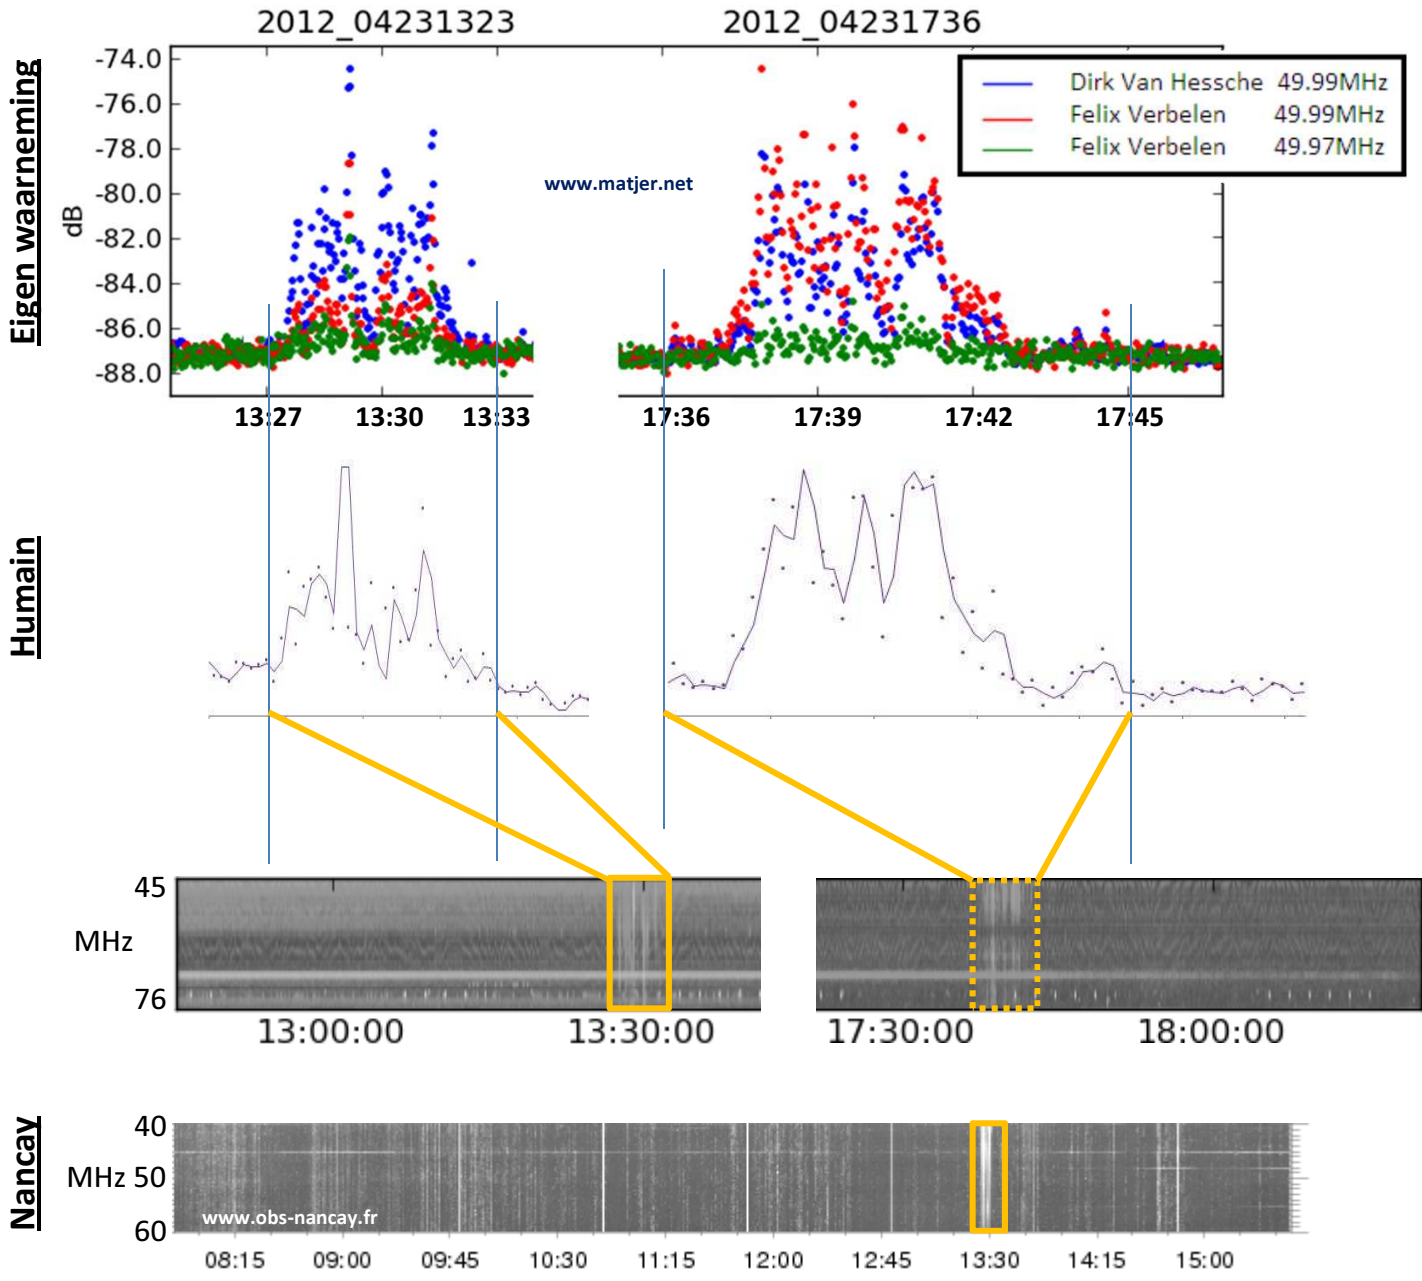 2012_04231323
2012_04231736
Eigen waarneming
dB
-74.0
-76.0
-78.0
-80.0
-82.0
-84.0
-86.0
-88.0
Dirk Van Hessche 49.99MHz
Felix Verbelen 49.99MHz
Felix Verbelen 49.97MHz
www.matjer.net
13:27 13:30 13:33
17:36 17:39 17:42 17:45
Humain
45
MHz
76
13:00:00 13:30:00
17:30:00 18:00:00
Nancay
40
MHz 50
60
www.obs-nancay.fr
08:15 09:00 09:45 10:30 11:15 12:00 12:45 13:30 14:15 15:00